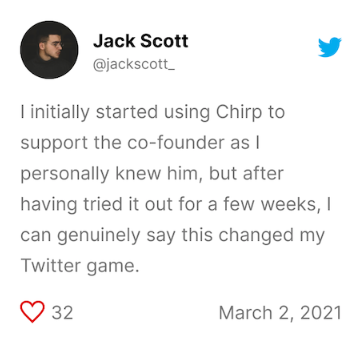 Jack Scott
@jackscott_
I initially started using Chirp to
support the co-founder as I
personally knew him, but after
having tried it out for a few weeks, I
can genuinely say this changed my
Twitter game.
32
March 2, 2021